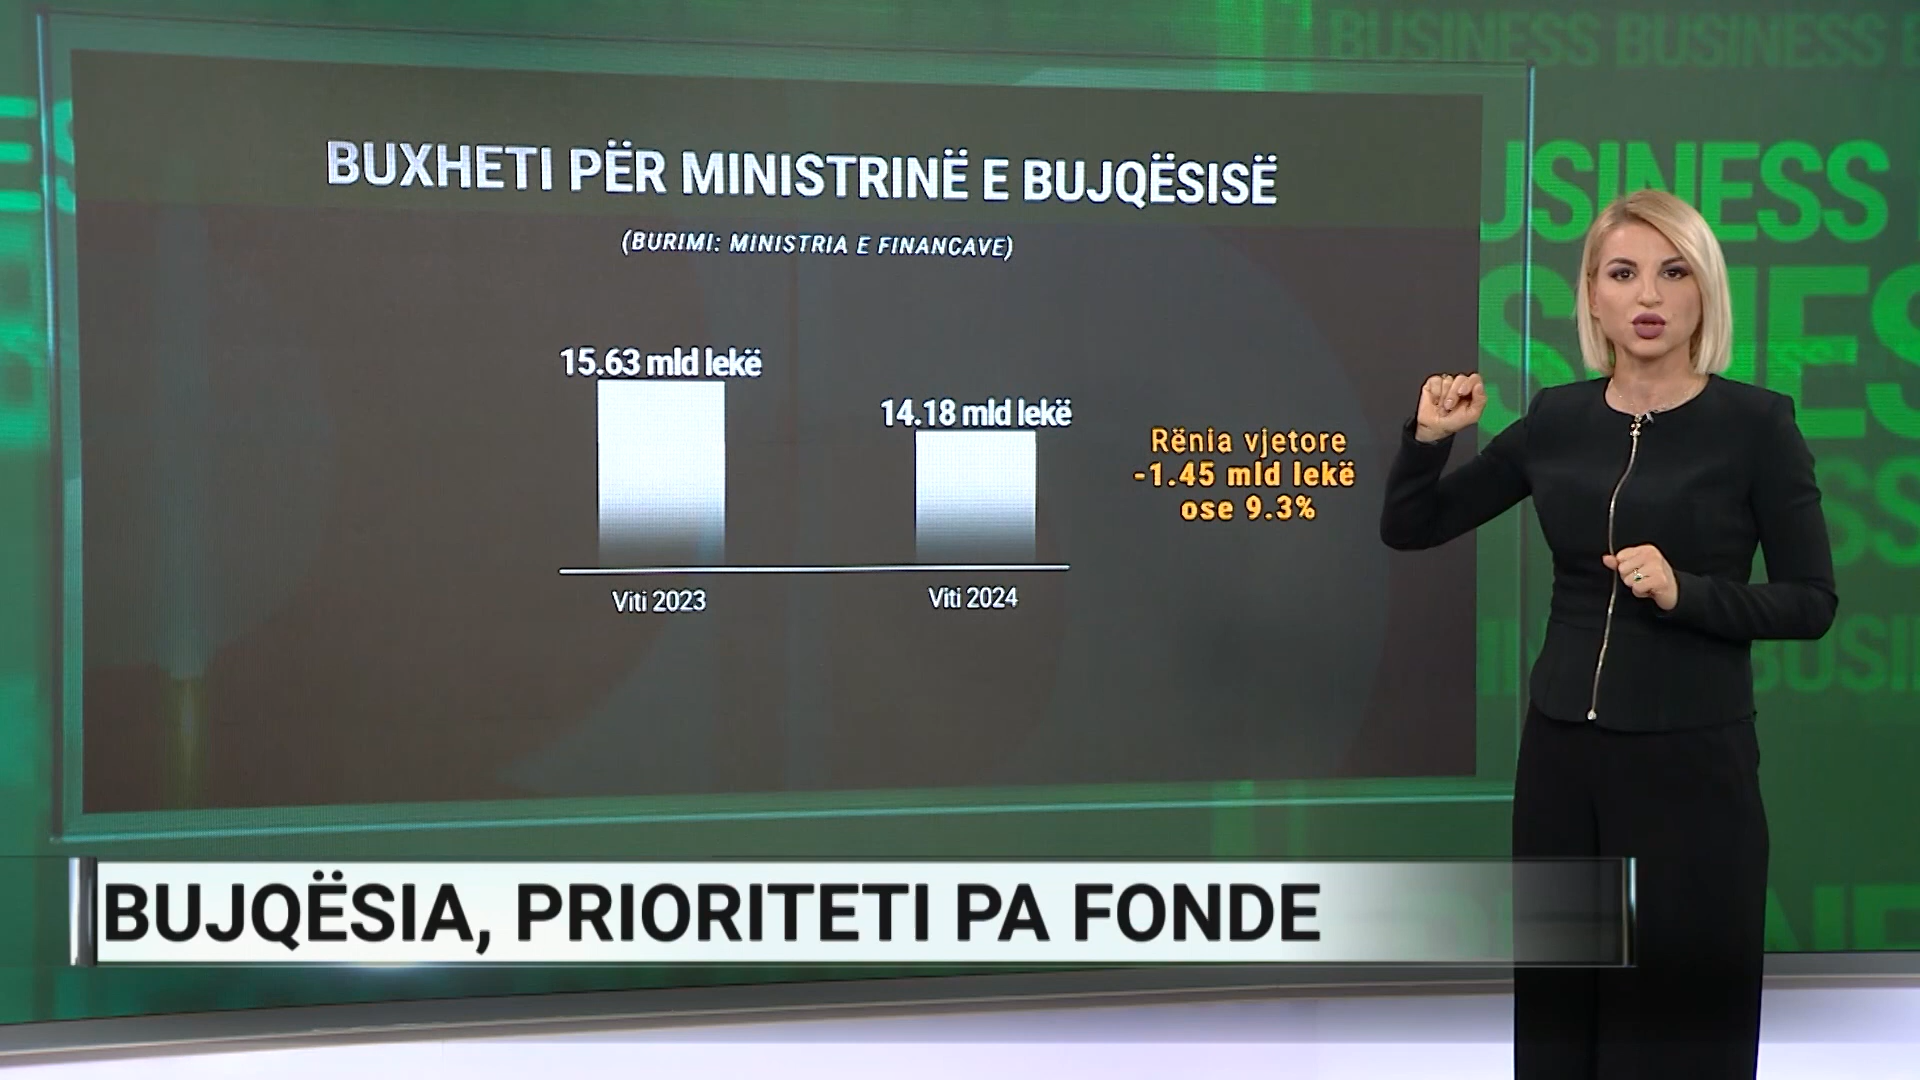 BUSINESS BUSINESS
BUXHETI PËR MINISTRINË E BUJQËSISË
(BURIMI: MINISTRIA E FINANCAVE)
15.63 mld lekë
14.18 mld lekë
Rënia vjetore
-1.45 mld lekë
ose 9.3%
Viti 2023
Viti 2024
USINESS
BUJQËSIA, PRIORITETI PA FONDE